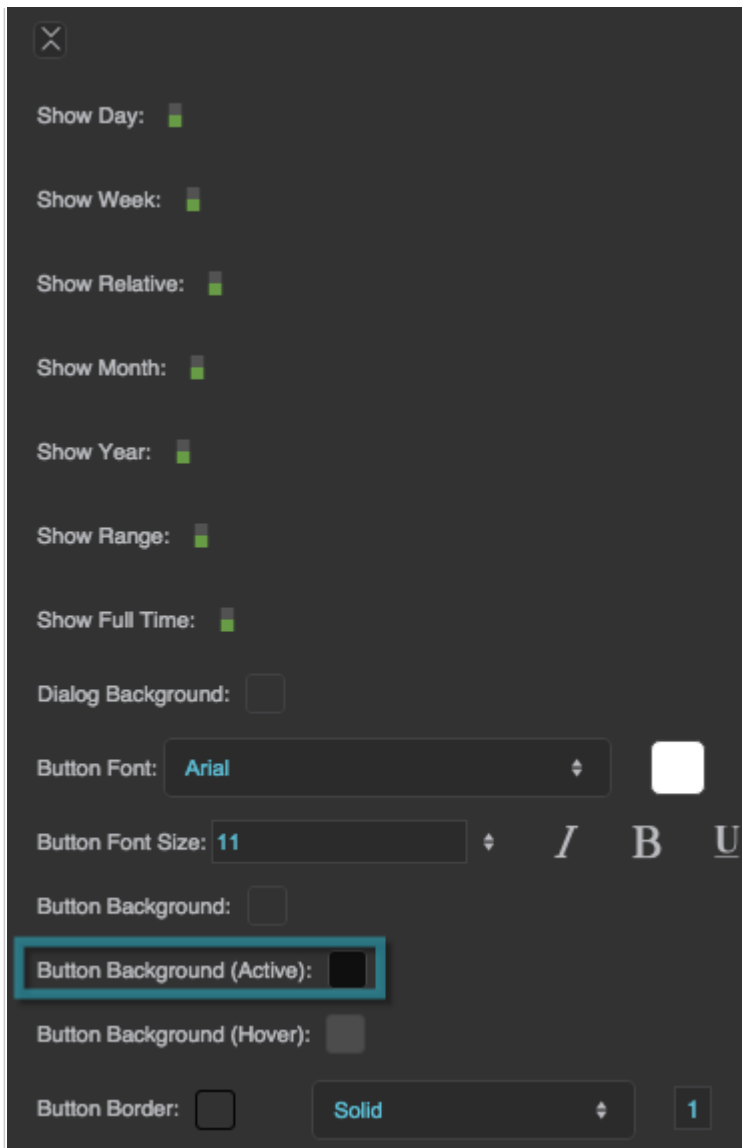 Show Day:
Show Week:
Show Relative:
Show Month:
Show Year:
Show Range:
Show Full Time:
Dialog Background:
Button Font: Arial
Button Font Size: 11 I B U
Button Background:
Button Background (Active):
Button Background (Hover):
Button Border: Solid 1